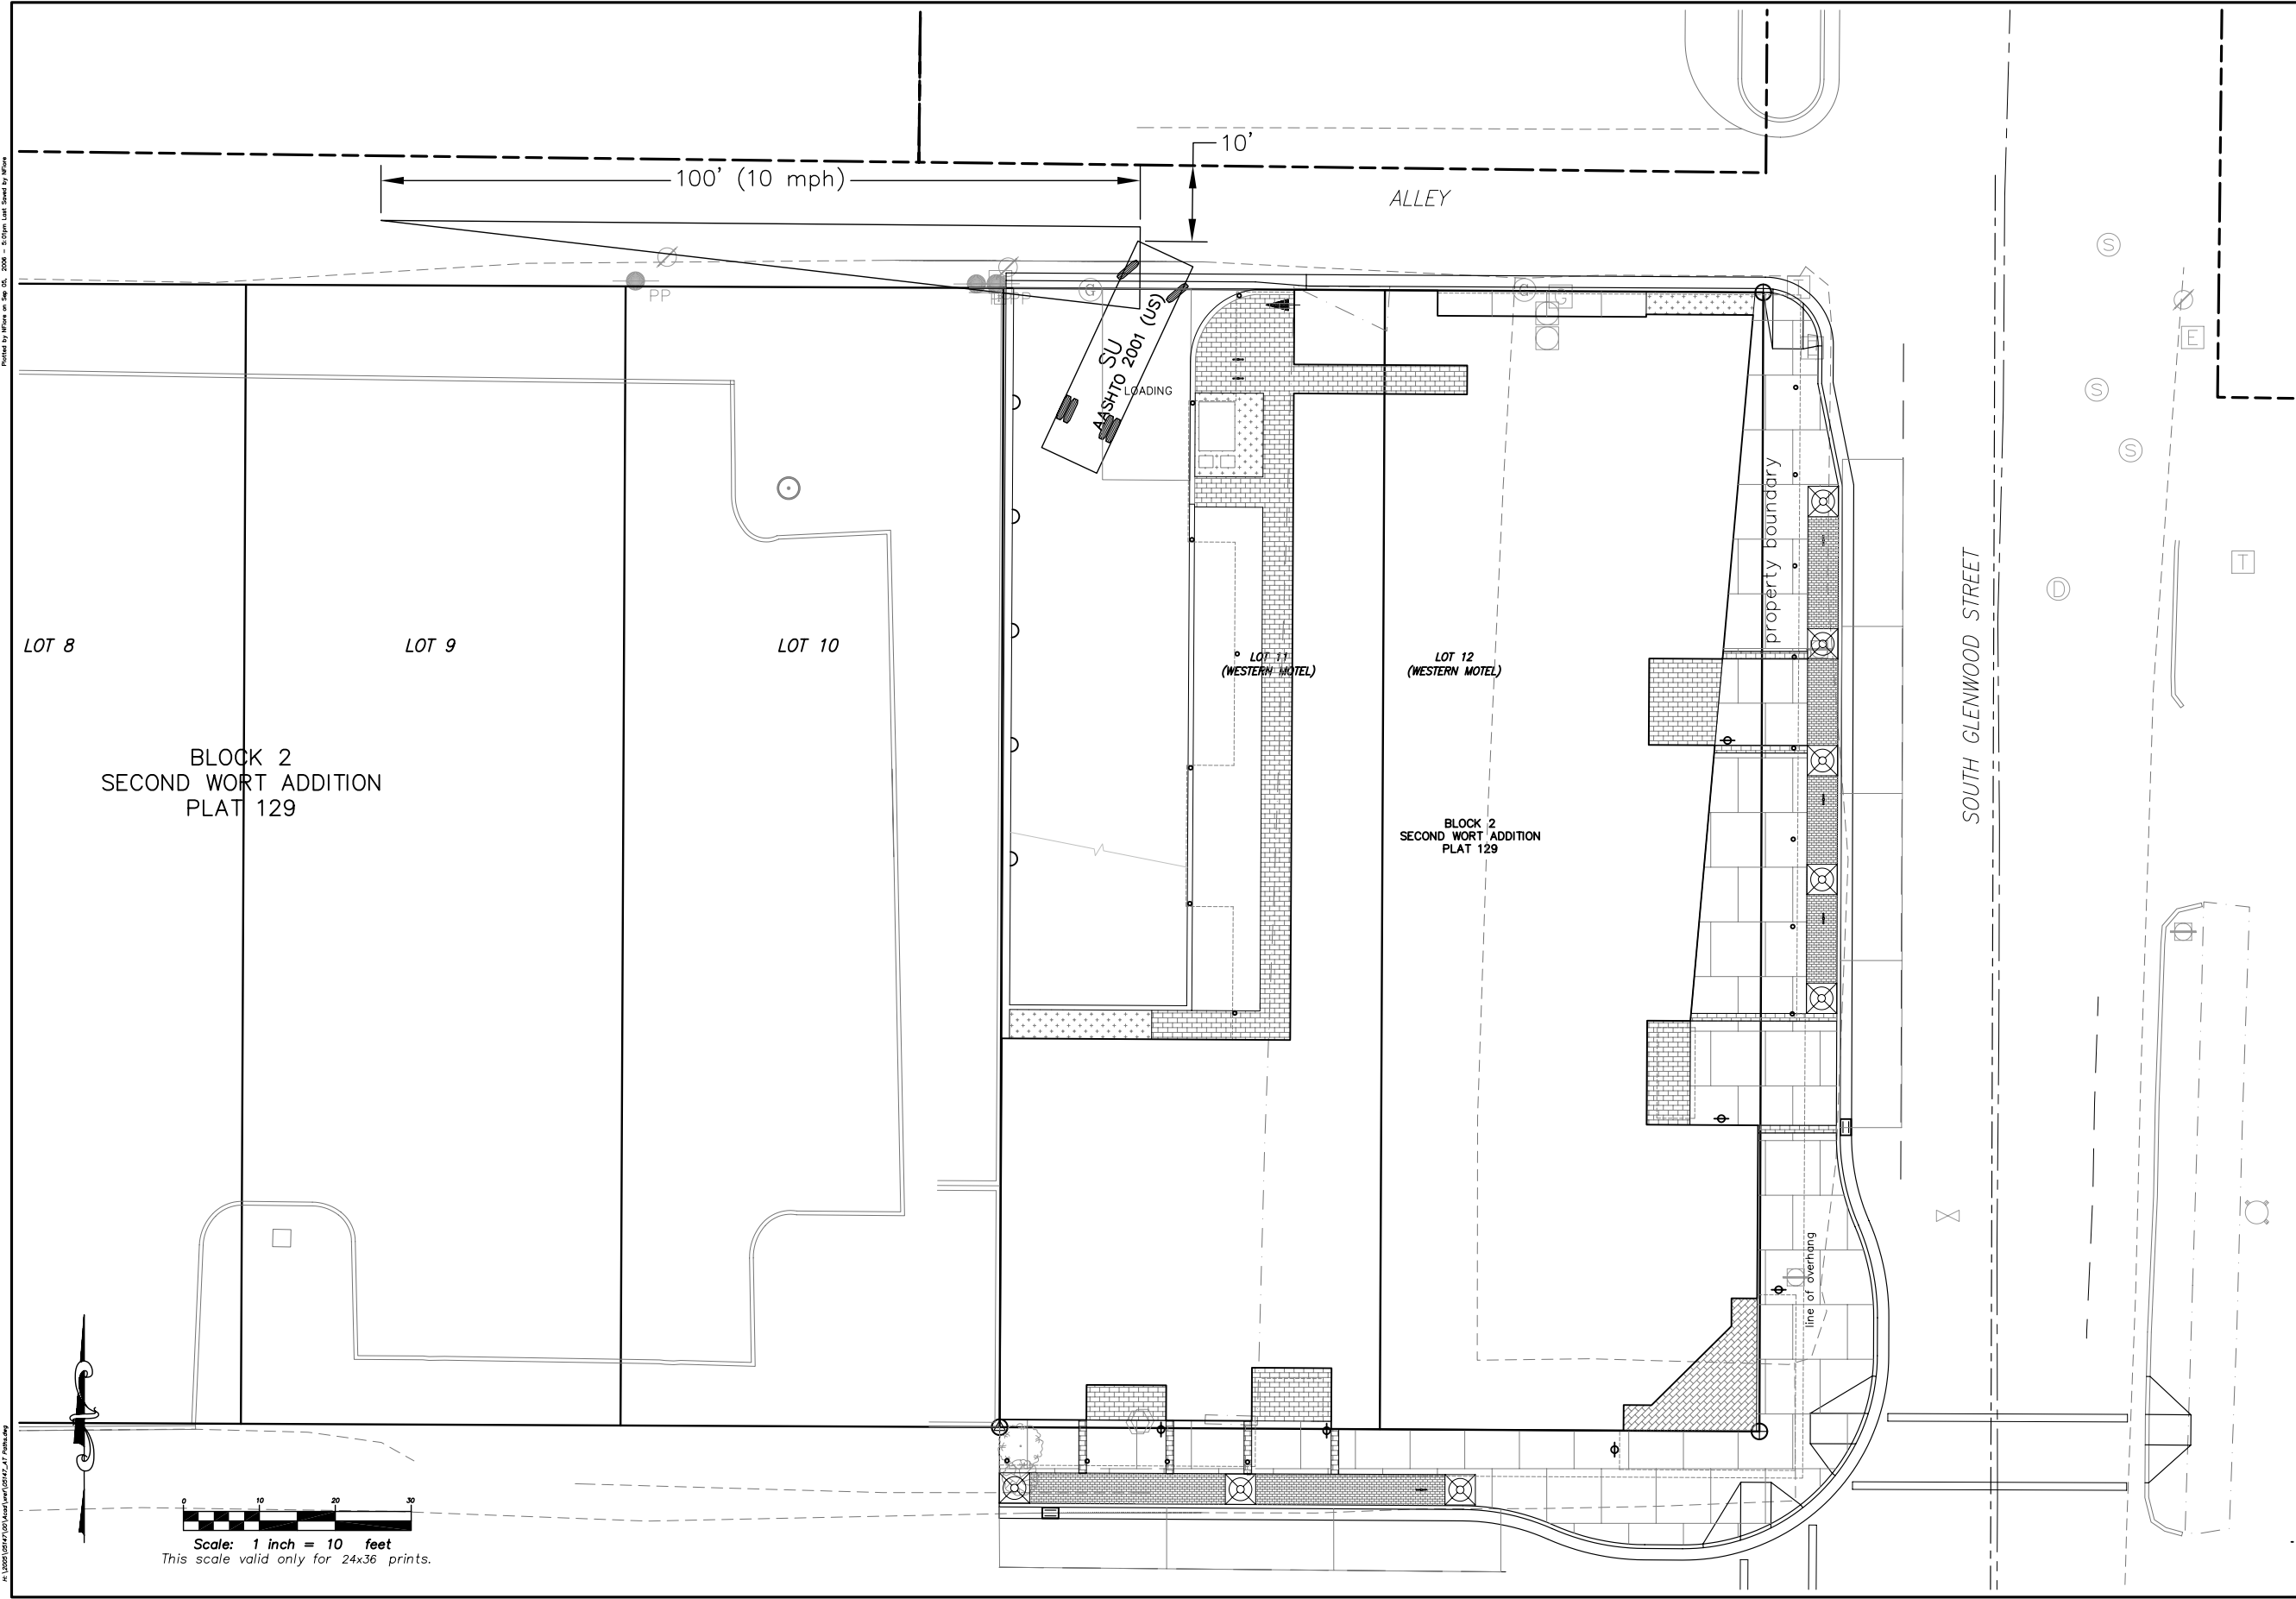 10'
100' (10 mph)
ALLEY
PP
PP
G
G
G
T
E
E
S
S
S
D
T
SU
AASHTO 2001 (US)
LOADING
property boundary
SOUTH GLENWOOD STREET
LOT 8
LOT 9
LOT 10
LOT 11
(WESTERN MOTEL)
LOT 12
(WESTERN MOTEL)
BLOCK 2
SECOND WORT ADDITION
PLAT 129
BLOCK 2
SECOND WORT ADDITION
PLAT 129
line of overhang
0 10 20 30
Scale: 1 inch = 10 feet
This scale valid only for 24x36 prints.